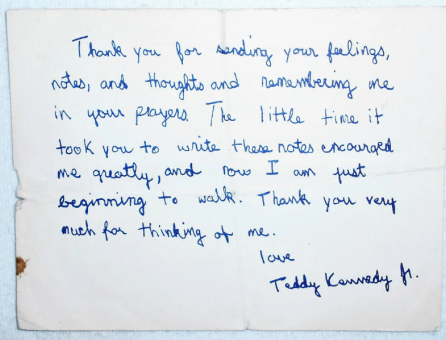 Thank you for sending your feelings,
notes, and thoughts and remembering me
in your prayers. The little time it
took you to write these notes encouraged
me greatly, and now I am just
beginning to walk. Thank you very
much for thinking of me.
love
Teddy Kennedy Jr.